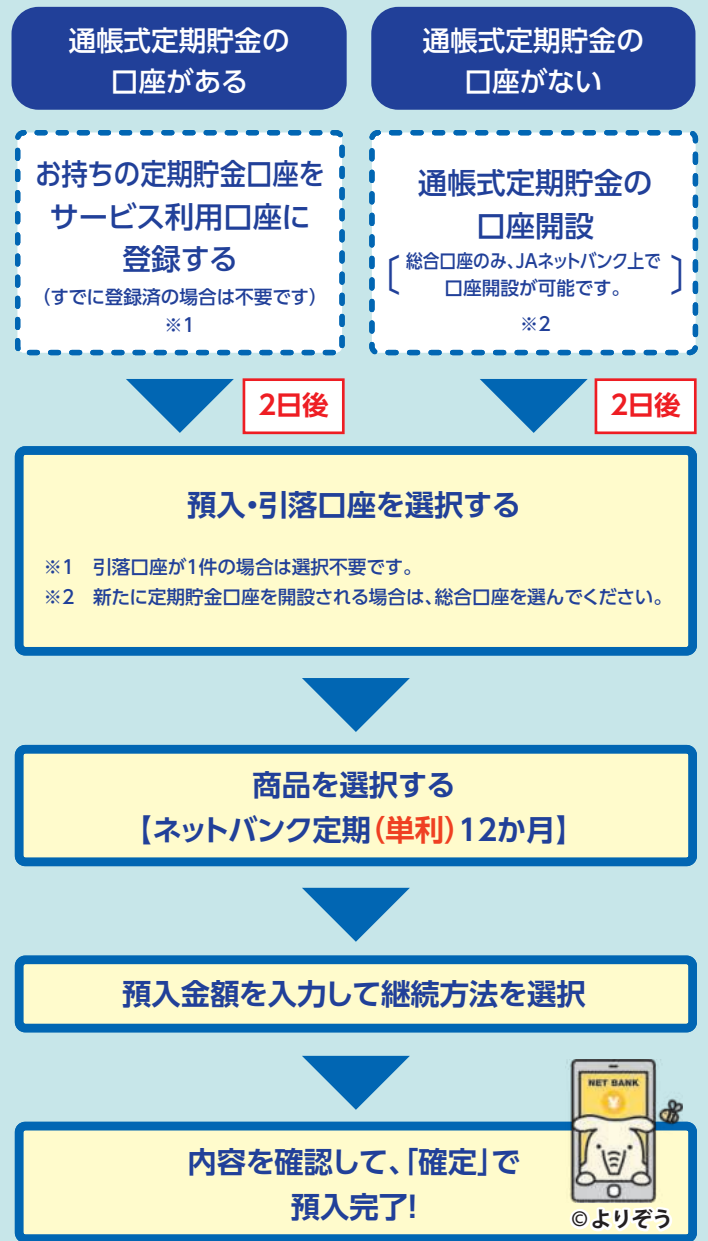 通帳式定期貯金の
口座がある
通帳式定期貯金の
口座がない
お持ちの定期貯金口座を
サービス利用口座に
登録する
(すでに登録済の場合は不要です)
※1
通帳式定期貯金の
口座開設
〔総合口座のみ、JAネットバンク上で
口座開設が可能です。〕
※2
2日後
2日後
預入・引落口座を選択する
※1 引落口座が1件の場合は選択不要です。
※2 新たに定期貯金口座を開設される場合は、総合口座を選んでください。
商品を選択する
【ネットバンク定期(単利)12か月】
預入金額を入力して継続方法を選択
NET BANK
¥
内容を確認して、「確定」で
預入完了!
©よりぞう